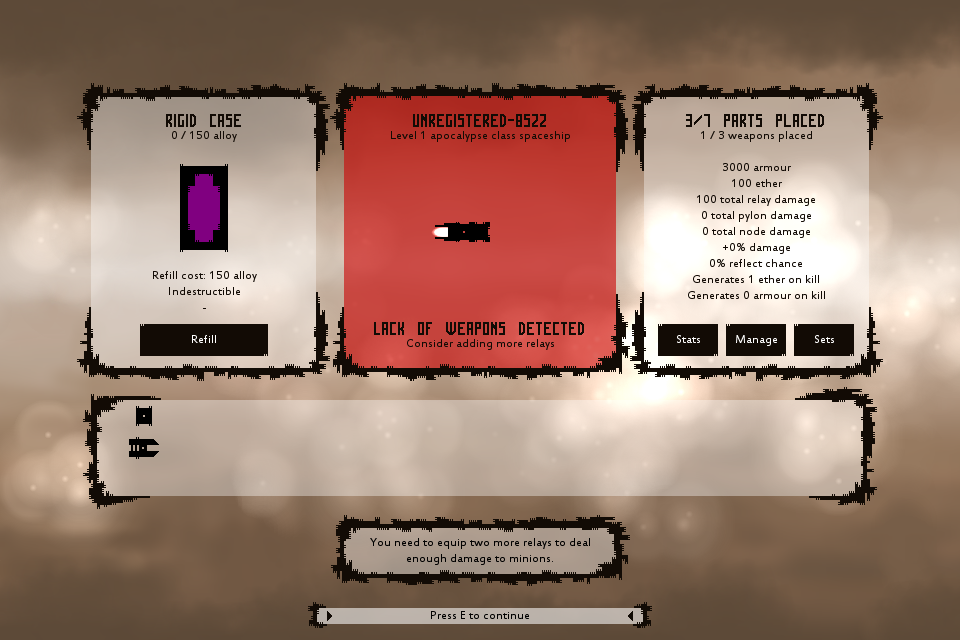 RIGID CASE
0 / 150 alloy
Refill cost: 150 alloy
Indestructible
-
Refill
UNREGISTERED-8522
Level 1 apocalypse class spaceship
LACK OF WEAPONS DETECTED
Consider adding more relays
3/7 PARTS PLACED
1 / 3 weapons placed
3000 armour
100 ether
100 total relay damage
0 total pylon damage
0 total node damage
+0% damage
0% reflect chance
Generates 1 ether on kill
Generates 0 armour on kill
Stats Manage Sets
You need to equip two more relays to deal
enough damage to minions.
Press E to continue